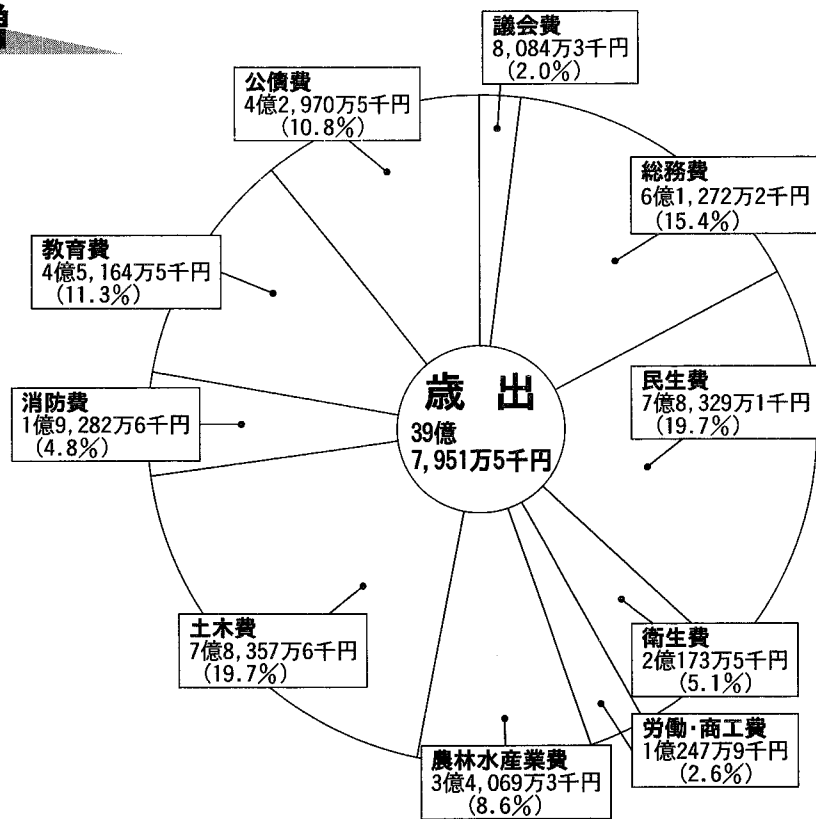 議会費
8,084万3千円
(2.0%)
総務費
6億1,272万2千円
(15.4%)
民生費
7億8,329万1千円
(19.7%)
衛生費
2億173万5千円
(5.1%)
労働・商工費
1億247万9千円
(2.6%)
農林水産業費
3億4,069万3千円
(8.6%)
土木費
7億8,357万6千円
(19.7%)
消防費
1億9,282万6千円
(4.8%)
教育費
4億5,164万5千円
(11.3%)
公債費
4億2,970万5千円
(10.8%)
歳出
39億
7,951万5千円